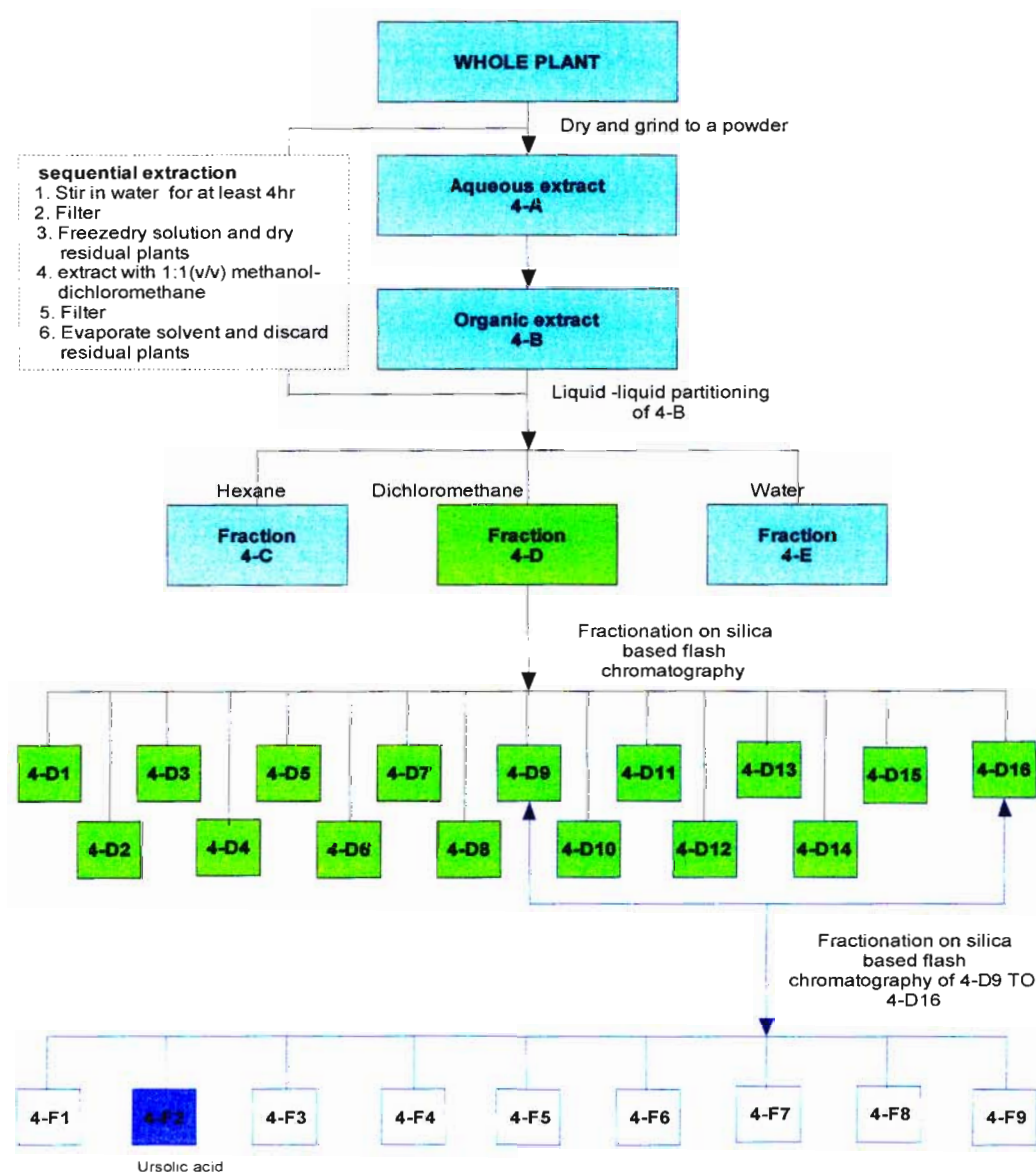 WHOLE PLANT
Dry and grind to a powder
sequential extraction
1. Stir in water for at least 4hr
2. Filter
3. Freezedry solution and dry
residual plants
4. extract with 1:1(v/v) methanol-
dichloromethane
5. Filter
6. Evaporate solvent and discard
residual plants
Aqueous extract
4-A
Organic extract
4-B
Liquid -liquid partitioning
of 4-B
Hexane
Dichloromethane
Water
Fraction
4-C
Fraction
4-D
Fraction
4-E
Fractionation on silica
based flash
chromatography
4-D1
4-D3
4-D5
4-D7
4-D9
4-D11
4-D13
4-D15
4-D16
4-D2
4-D4
4-D6
4-D8
4-D10
4-D12
4-D14
Fractionation on silica
based flash
chromatography of 4-D9 TO
4-D16
4-F1
4-F2
4-F3
4-F4
4-F5
4-F6
4-F7
4-F8
4-F9
Ursolic acid